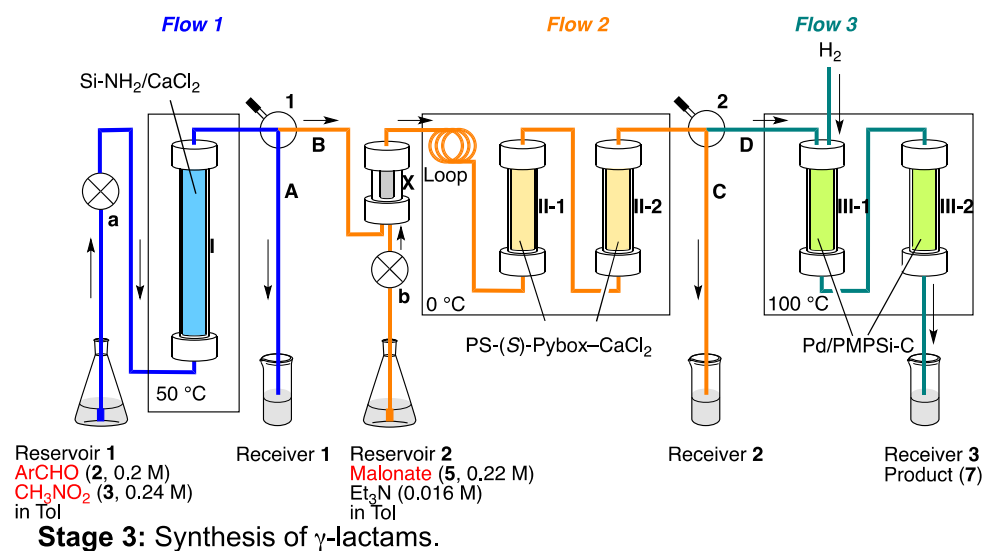 Flow 1
Flow 2
Flow 3
H2
Si-NH2/CaCl2
1
2
B
D
a
I
A
X
Loop
II-1
II-2
C
III-1
III-2
b
0 °C
100 °C
50 °C
PS-(S)-Pybox–CaCl2
Pd/PMPSi-C
Reservoir 1
ArCHO (2, 0.2 M)
CH3NO2 (3, 0.24 M)
in Tol
Receiver 1
Reservoir 2
Malonate (5, 0.22 M)
Et3N (0.016 M)
in Tol
Receiver 2
Receiver 3
Product (7)
Stage 3: Synthesis of γ-lactams.